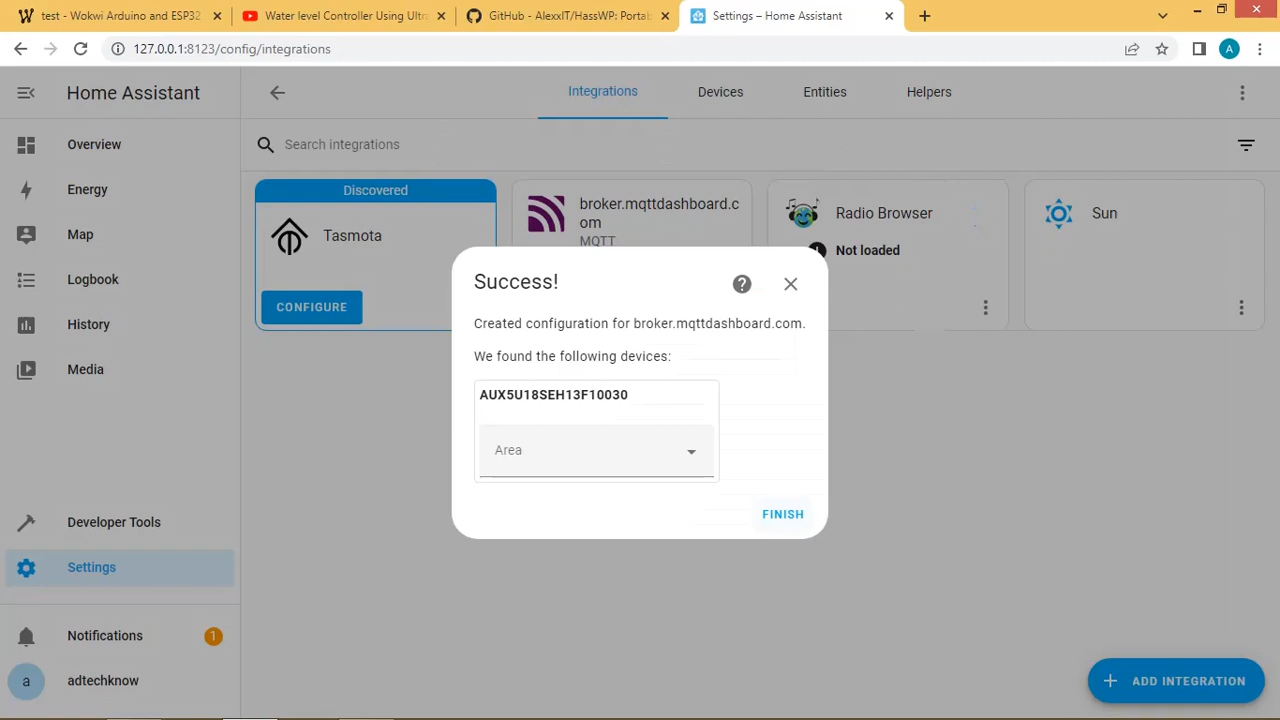 test - Wokwi Arduino and ESP32
Water level Controller Using Ultr
GitHub - AlexxIT/HassWP: Portab
Settings – Home Assistant
127.0.0.1:8123/config/integrations
A
Home Assistant
Integrations
Devices
Entities
Helpers
Overview
Search integrations
Energy
Discovered
Tasmota
broker.mqttdashboard.c
om
MQTT
Radio Browser
Not loaded
Sun
Map
Logbook
CONFIGURE
History
Media
Success!
Created configuration for broker.mqttdashboard.com.
We found the following devices:
AUX5U18SEH13F10030
Area
FINISH
Developer Tools
Settings
Notifications
1
a
adtechknow
ADD INTEGRATION